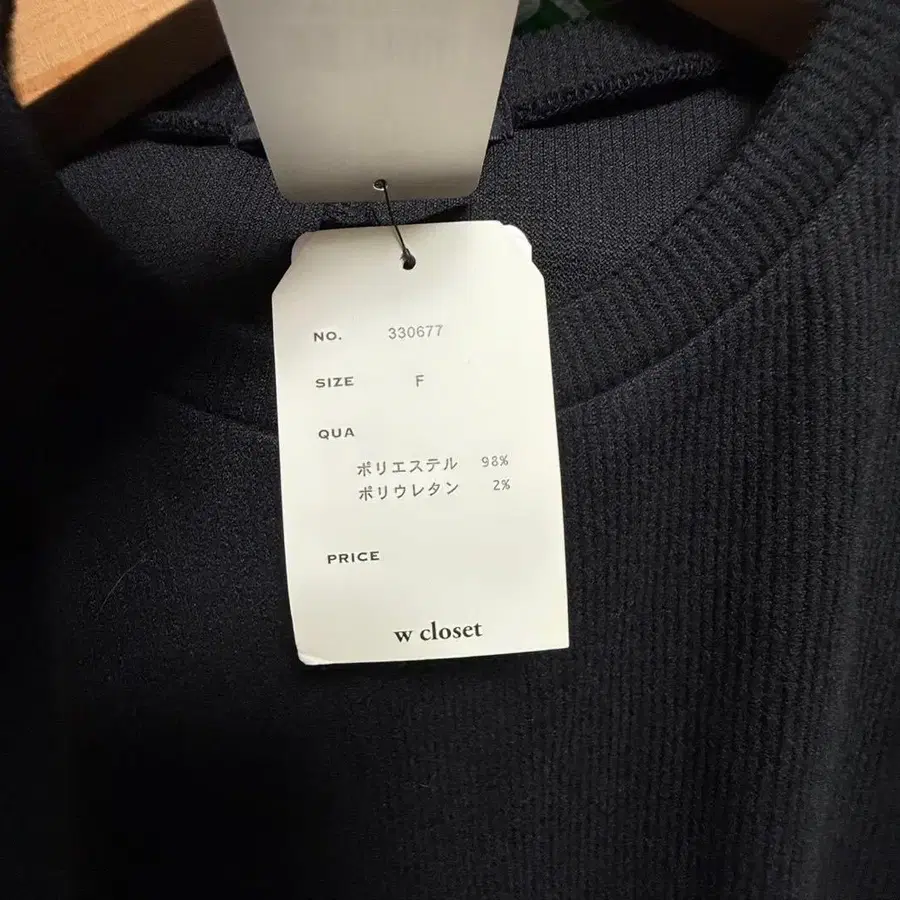 NO. 330677
SIZE F
QUA
ポリエステル 98%
ポリウレタン 2%
PRICE
w closet